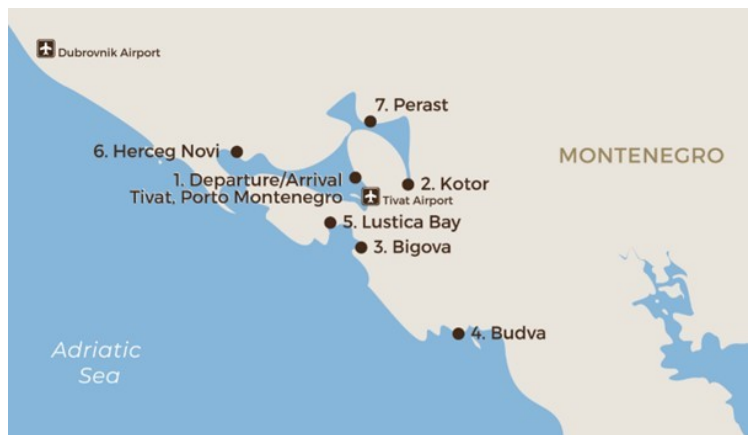 Dubrovnik Airport
7. Perast
6. Herceg Novi
MONTENEGRO
1. Departure/Arrival
Tivat, Porto Montenegro
2. Kotor
Tivat Airport
5. Lustica Bay
3. Bigova
4. Budva
Adriatic
Sea